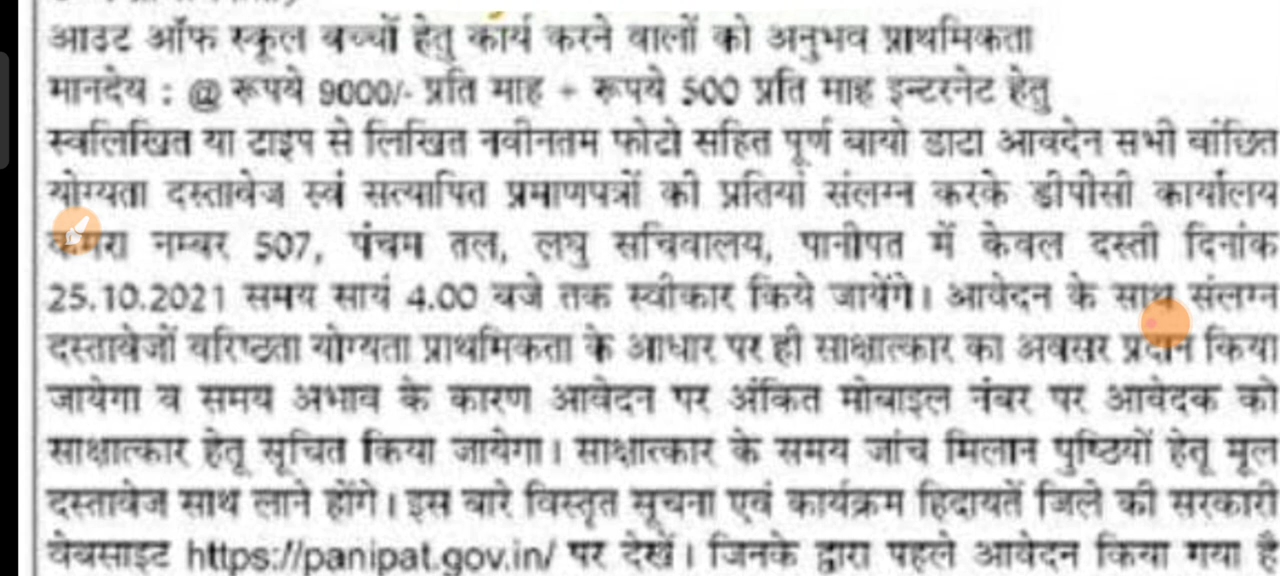 आउट ऑफ स्कूल बच्चों हेतु कार्य करने वालों को अनुभव प्राथमिकता
मानदेय : @ रूपये 9000/- प्रति माह + रूपये 500 प्रति माह इन्टरनेट हेतु
स्वलिखित या टाइप से लिखित नवीनतम फोटो सहित पूर्ण बायो डाटा आवदेन सभी वांछित
योग्यता दस्तावेज स्वं सत्यापित प्रमाणपत्रों की प्रतियां संलग्न करके डीपीसी कार्यालय
कमरा नम्बर 507, पंचम तल, लघु सचिवालय, पानीपत में केवल दस्ती दिनांक
25.10.2021 समय सायं 4.00 बजे तक स्वीकार किये जायेंगे। आवेदन के साथ संलग्न
दस्तावेजों वरिष्ठता योग्यता प्राथमिकता के आधार पर ही साक्षात्कार का अवसर प्रदान किया
जायेगा व समय अभाव के कारण आवेदन पर अंकित मोबाइल नंबर पर आवेदक को
साक्षात्कार हेतू सूचित किया जायेगा। साक्षात्कार के समय जांच मिलान पुष्ठियों हेतू मूल
दस्तावेज साथ लाने होंगे। इस बारे विस्तृत सूचना एवं कार्यक्रम हिदायतें जिले की सरकारी
वेबसाइट https://panipat.gov.in/ पर देखें। जिनके द्वारा पहले आवेदन किया गया है